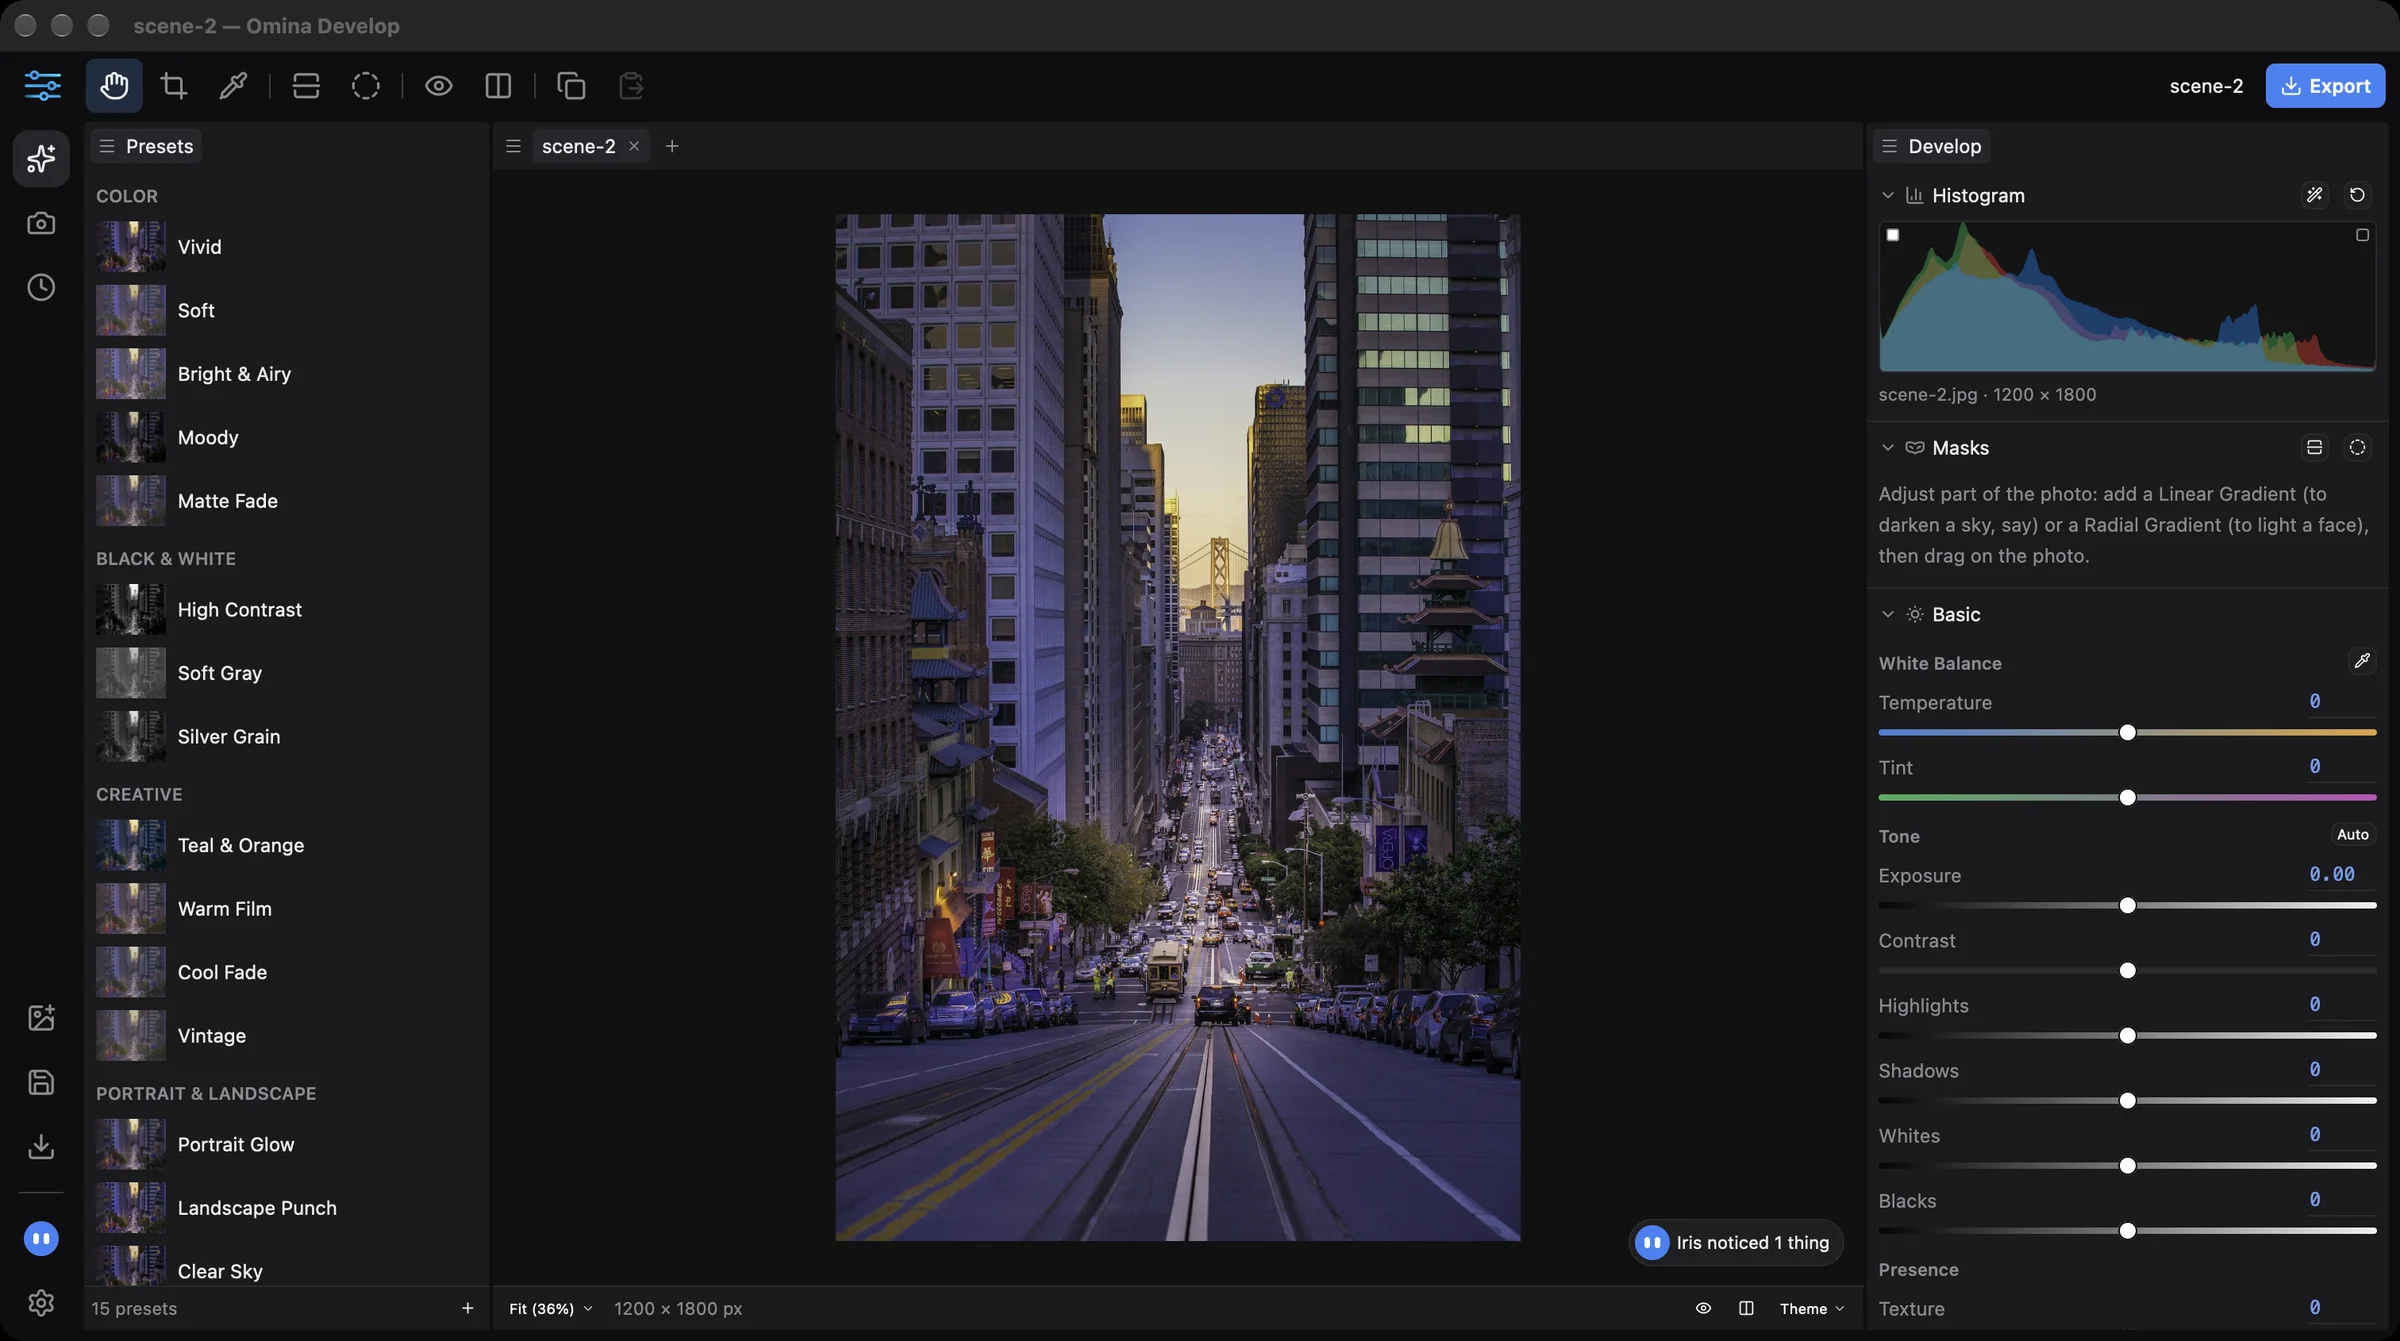 scene-2 — Omina Develop
scene-2
Export
Presets
COLOR
Vivid
Soft
Bright & Airy
Moody
Matte Fade
BLACK & WHITE
High Contrast
Soft Gray
Silver Grain
CREATIVE
Teal & Orange
Warm Film
Cool Fade
Vintage
PORTRAIT & LANDSCAPE
Portrait Glow
Landscape Punch
Clear Sky
15 presets
scene-2
OPERA
Iris noticed 1 thing
Fit (36%)
1200 × 1800 px
Theme
Develop
Histogram
scene-2.jpg · 1200 × 1800
Masks
Adjust part of the photo: add a Linear Gradient (to
darken a sky, say) or a Radial Gradient (to light a face),
then drag on the photo.
Basic
White Balance
Temperature 0
Tint 0
Tone Auto
Exposure 0.00
Contrast 0
Highlights 0
Shadows 0
Whites 0
Blacks 0
Presence
Texture 0